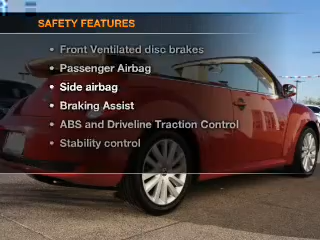 SAFETY FEATURES
• Front Ventilated disc brakes
• Passenger Airbag
• Side airbag
• Braking Assist
• ABS and Driveline Traction Control
• Stability control